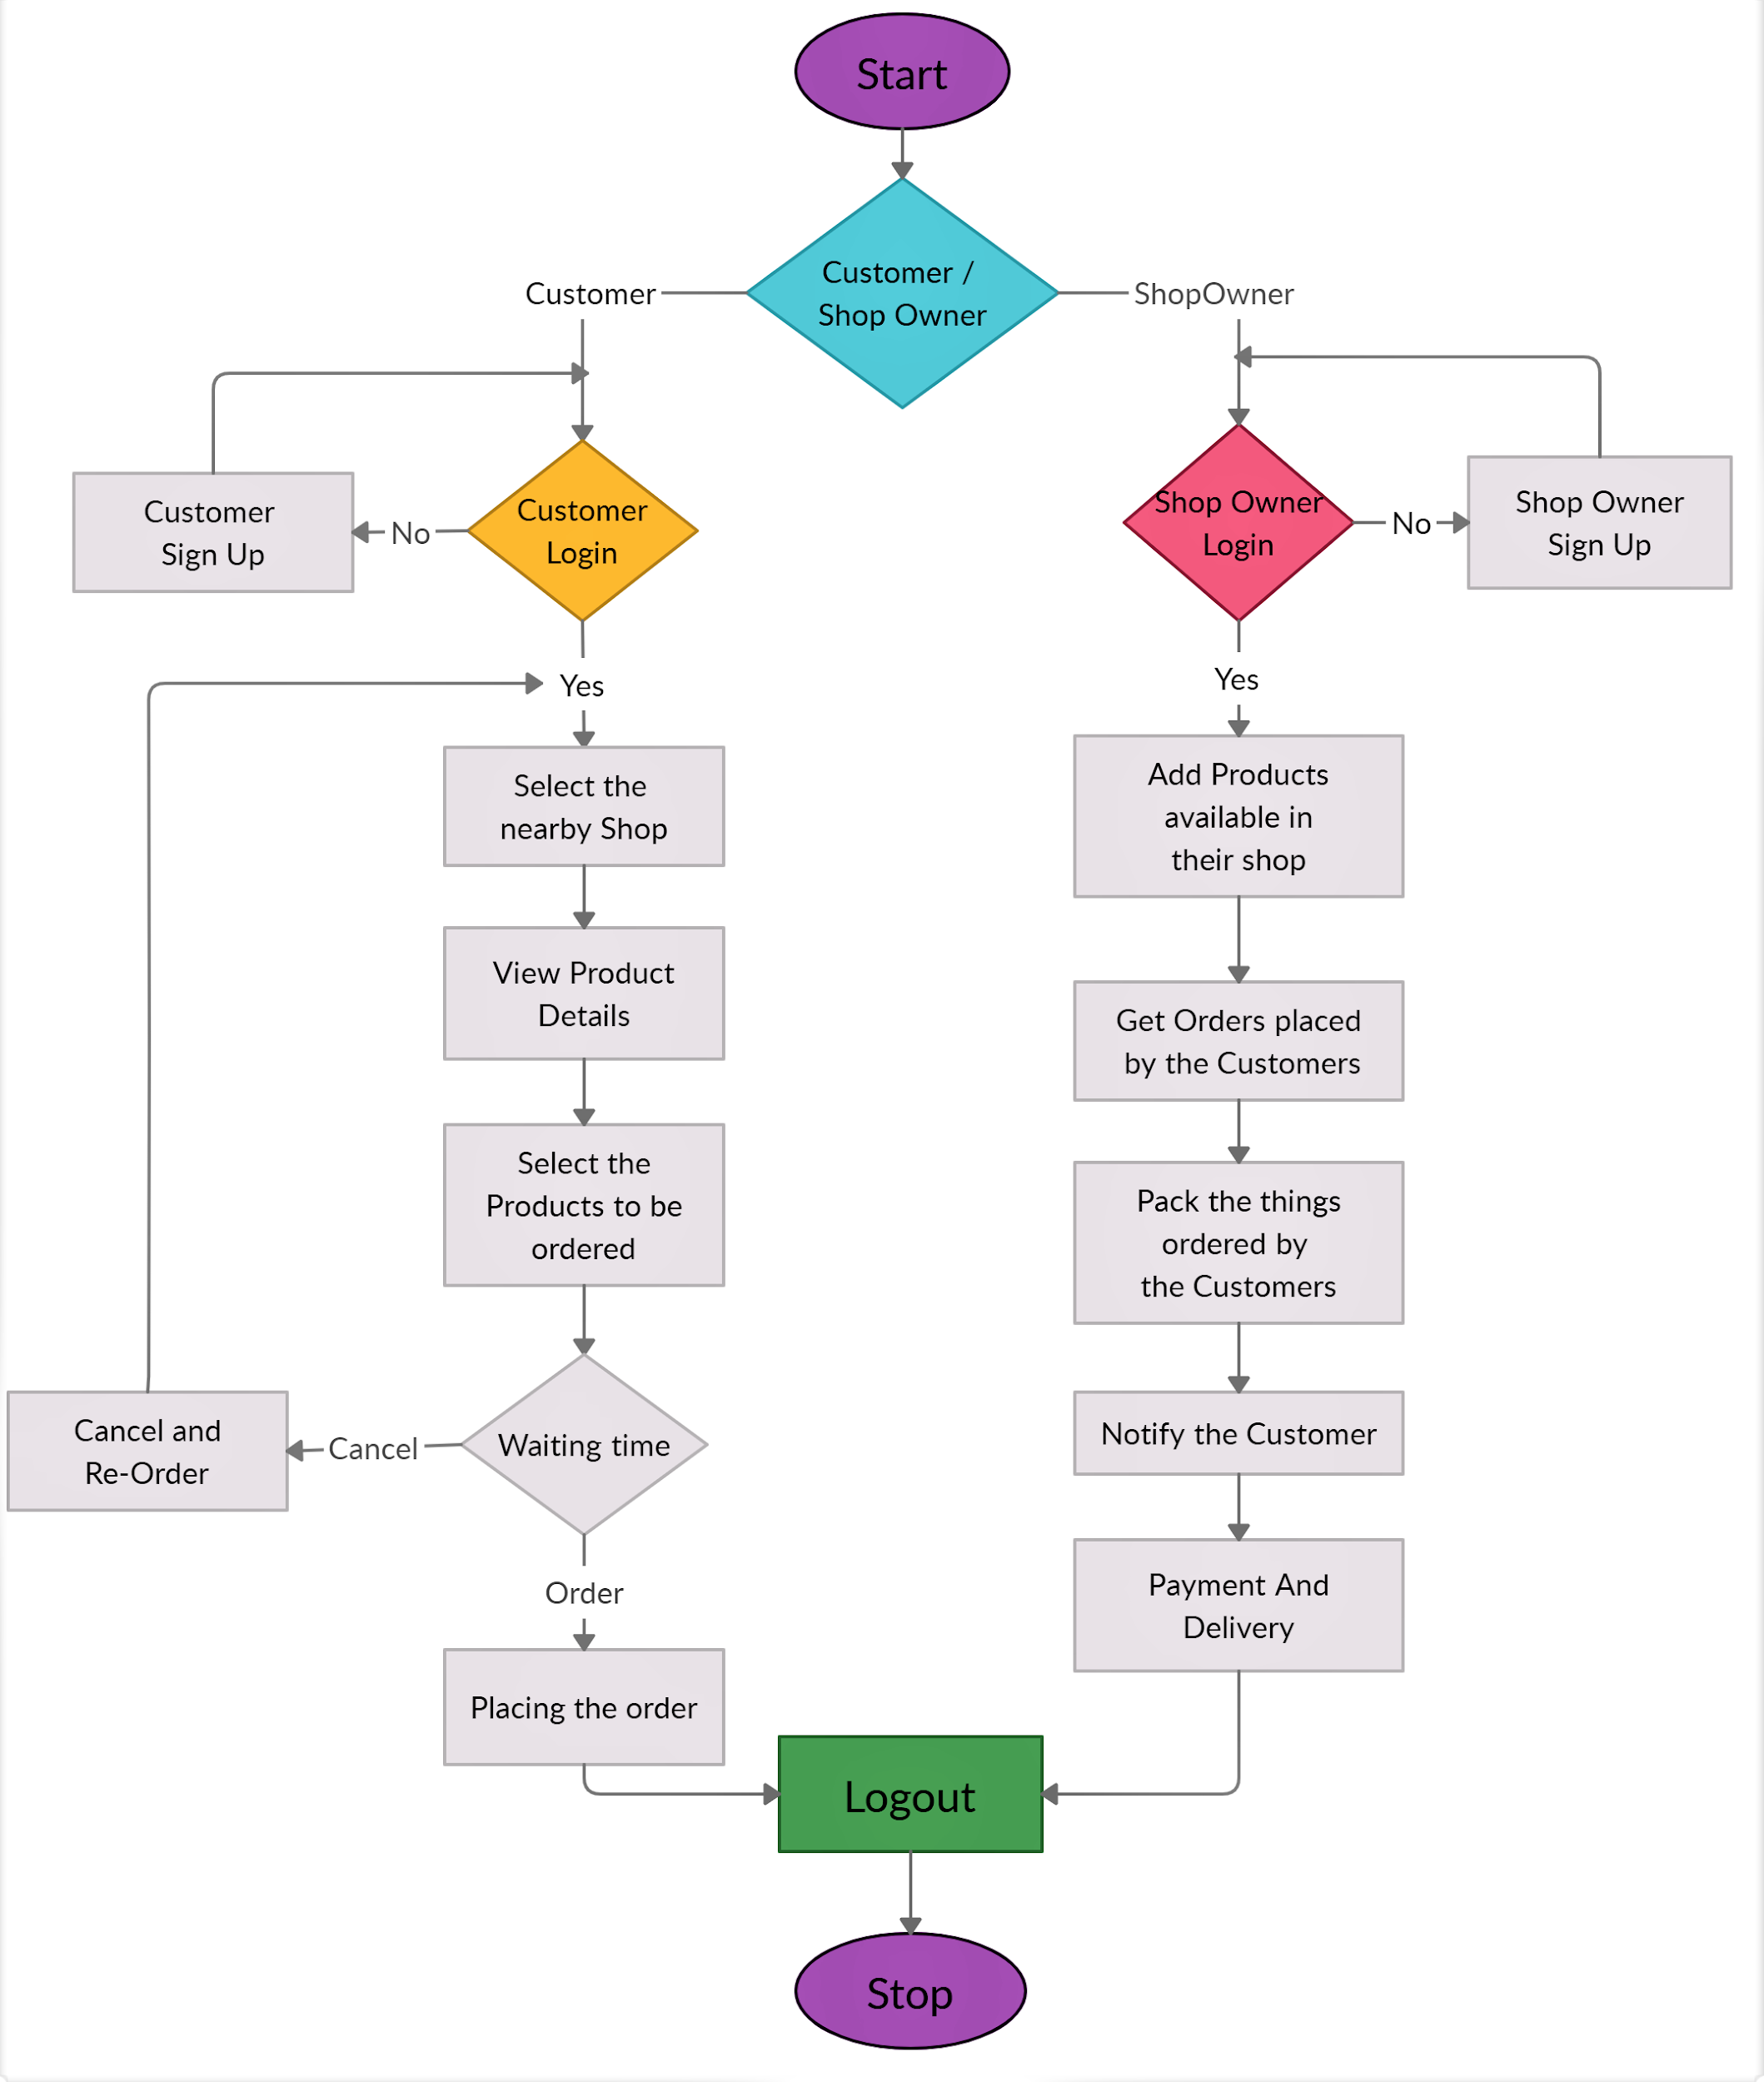 Start
Customer /
Shop Owner
Customer
ShopOwner
Customer
Sign Up
No
Customer
Login
Shop Owner
Login
No
Shop Owner
Sign Up
Yes
Yes
Select the
nearby Shop
Add Products
available in
their shop
View Product
Details
Get Orders placed
by the Customers
Select the
Products to be
ordered
Pack the things
ordered by
the Customers
Cancel and
Re-Order
Cancel
Waiting time
Notify the Customer
Order
Payment And
Delivery
Placing the order
Logout
Stop